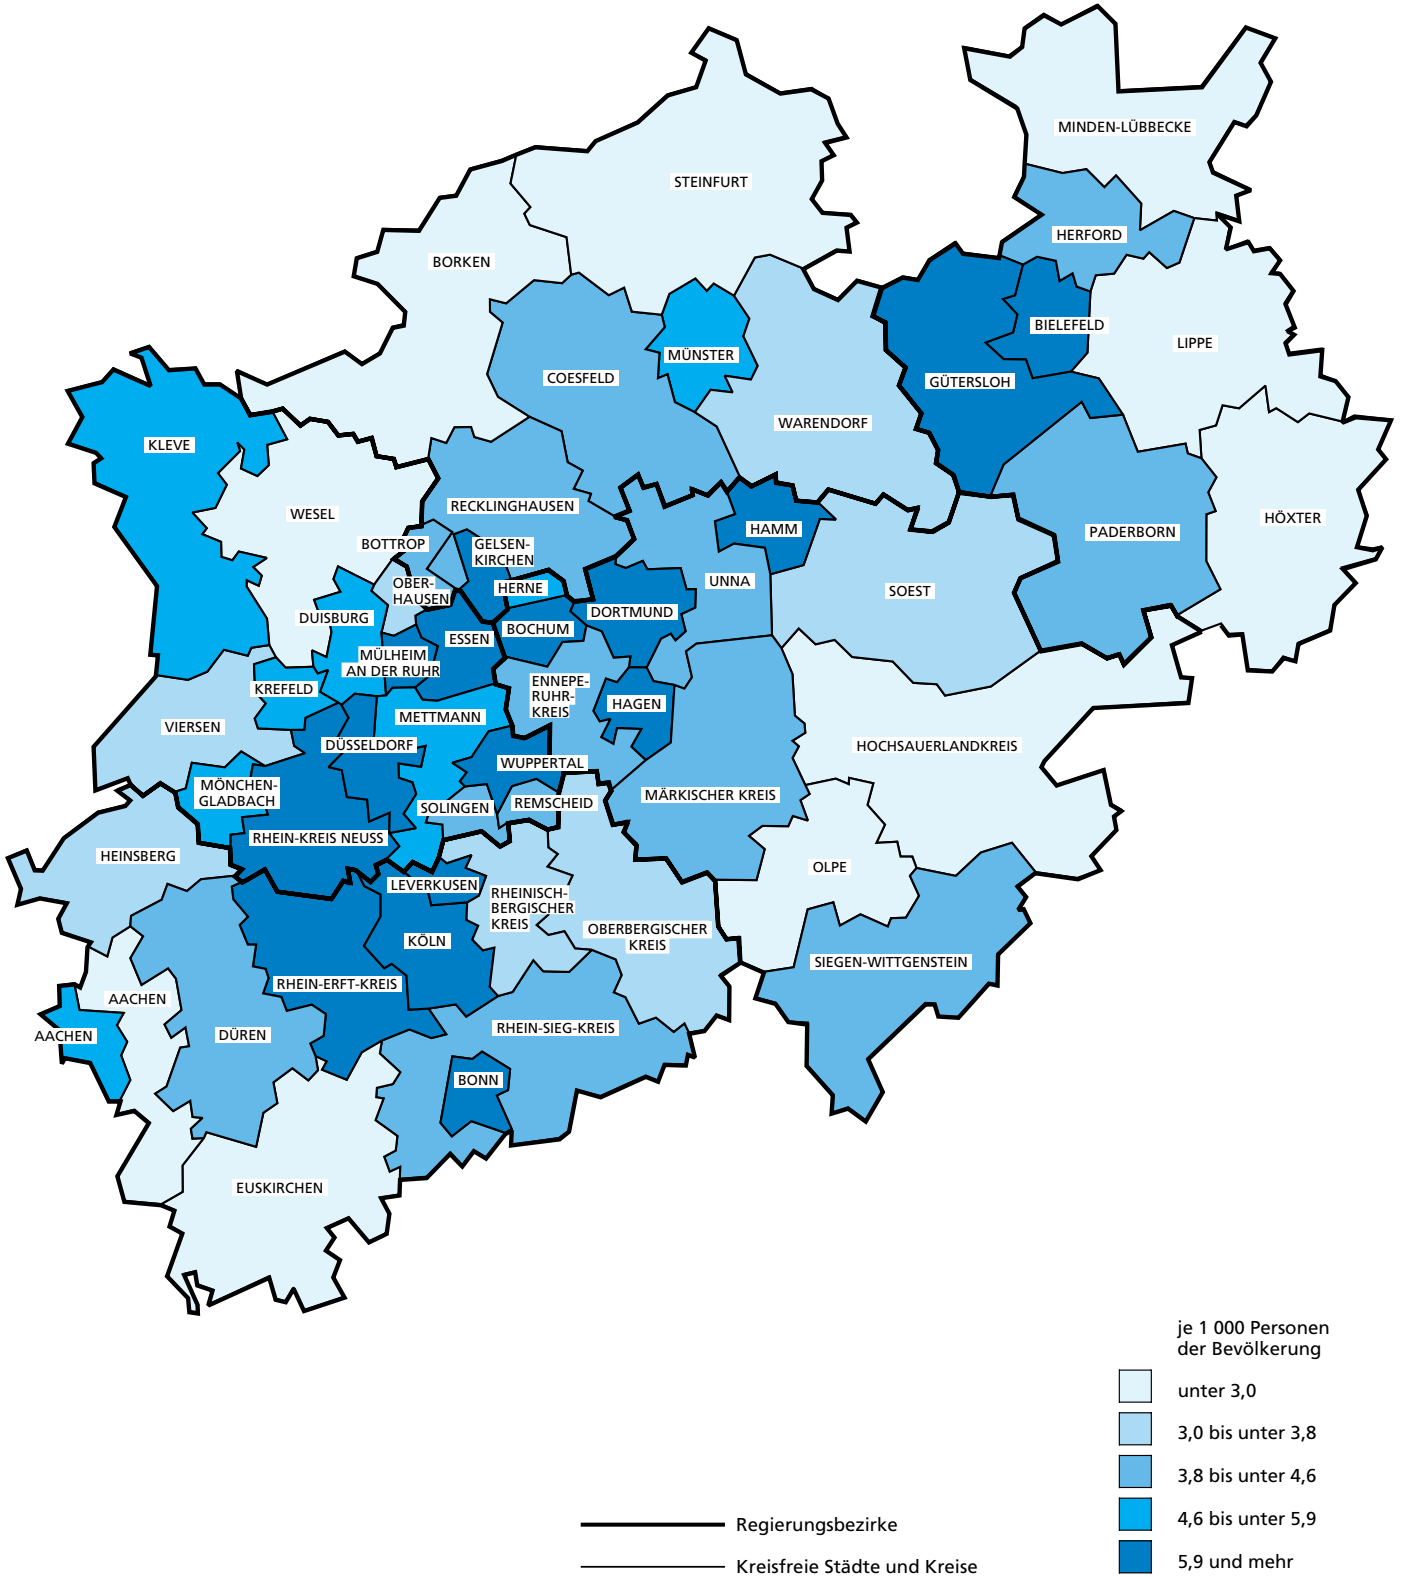 MINDEN-LÜBBECKE
STEINFURT
HERFORD
BORKEN
BIELEFELD
LIPPE
MÜNSTER
COESFELD
GÜTERSLOH
WARENDORF
KLEVE
RECKLINGHAUSEN
WESEL
HÖXTER
HAMM
PADERBORN
BOTTROP
GELSEN-
KIRCHEN
UNNA
OBER-
HAUSEN
HERNE
SOEST
DORTMUND
DUISBURG
BOCHUM
ESSEN
MÜLHEIM
AN DER RUHR
ENNEPE-
RUHR-
KREIS
KREFELD
HAGEN
METTMANN
VIERSEN
DÜSSELDORF
HOCHSAUERLANDKREIS
WUPPERTAL
MÖNCHEN-
GLADBACH
MÄRKISCHER KREIS
REMSCHEID
SOLINGEN
RHEIN-KREIS NEUSS
HEINSBERG
OLPE
LEVERKUSEN
RHEINISCH-
BERGISCHER
KREIS
OBERBERGISCHER
KREIS
KÖLN
SIEGEN-WITTGENSTEIN
RHEIN-ERFT-KREIS
AACHEN
RHEIN-SIEG-KREIS
AACHEN
DÜREN
BONN
EUSKIRCHEN
je 1 000 Personen
der Bevölkerung
unter 3,0
3,0 bis unter 3,8
3,8 bis unter 4,6
4,6 bis unter 5,9
5,9 und mehr
Regierungsbezirke
Kreisfreie Städte und Kreise